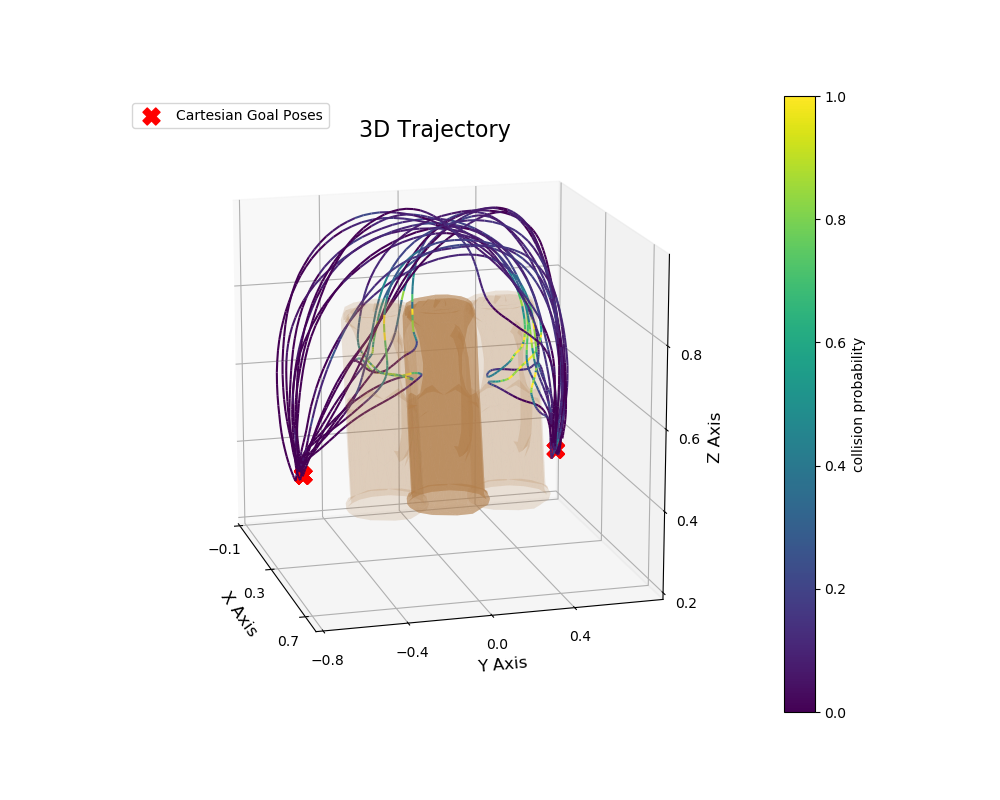 Cartesian Goal Poses
3D Trajectory
1.0
0.8
0.6
0.4
0.2
0.0
collision probability
0.8
0.6
0.4
0.2
Z Axis
−0.1
0.3
0.7
X Axis
−0.8
−0.4
0.0
0.4
Y Axis